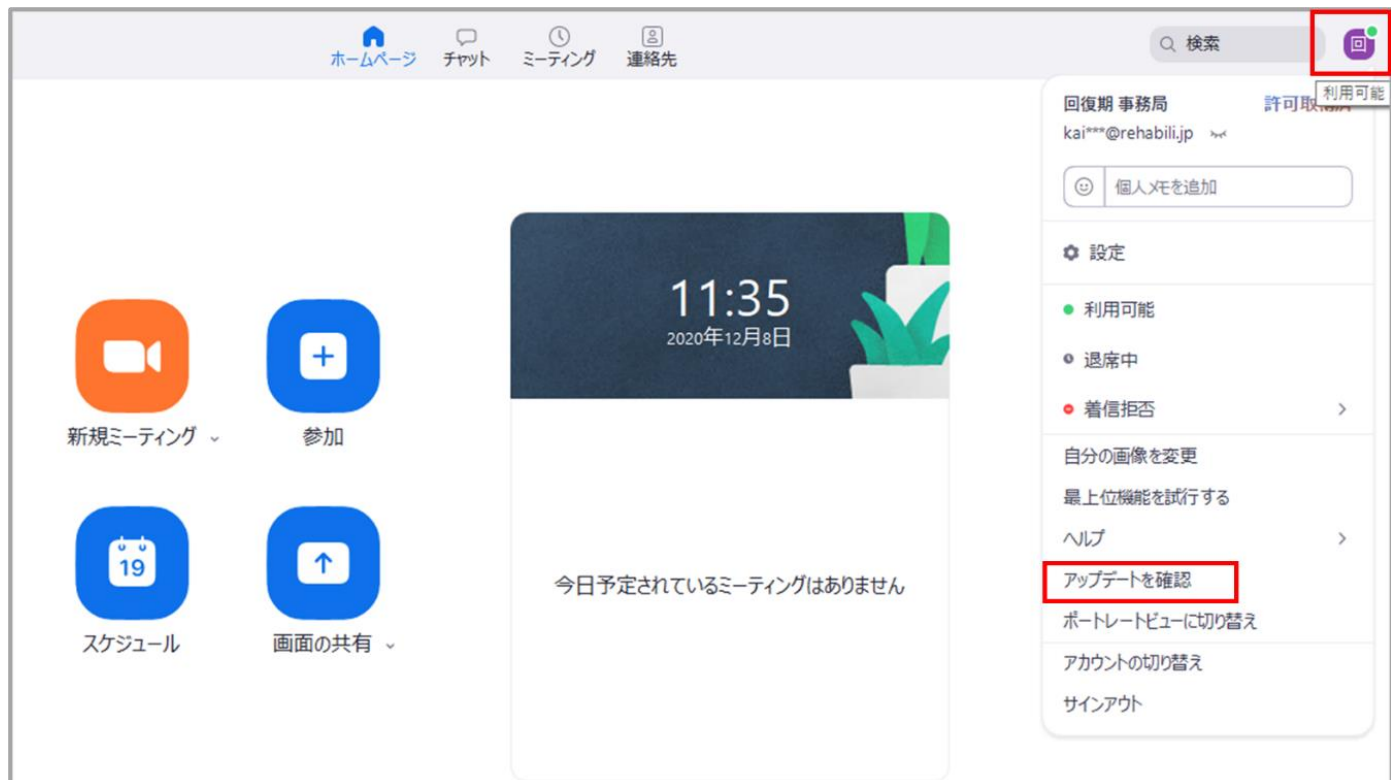 ホームページ
チャット
ミーティング
連絡先
検索
回
利用可能
回復期 事務局
許可取
kai***@rehabili.jp
個人メモを追加
設定
利用可能
退席中
着信拒否
自分の画像を変更
最上位機能を試行する
ヘルプ
アップデートを確認
ポートレートビューに切り替え
アカウントの切り替え
サインアウト
11:35
2020年12月8日
今日予定されているミーティングはありません
新規ミーティング
参加
19
スケジュール
画面の共有